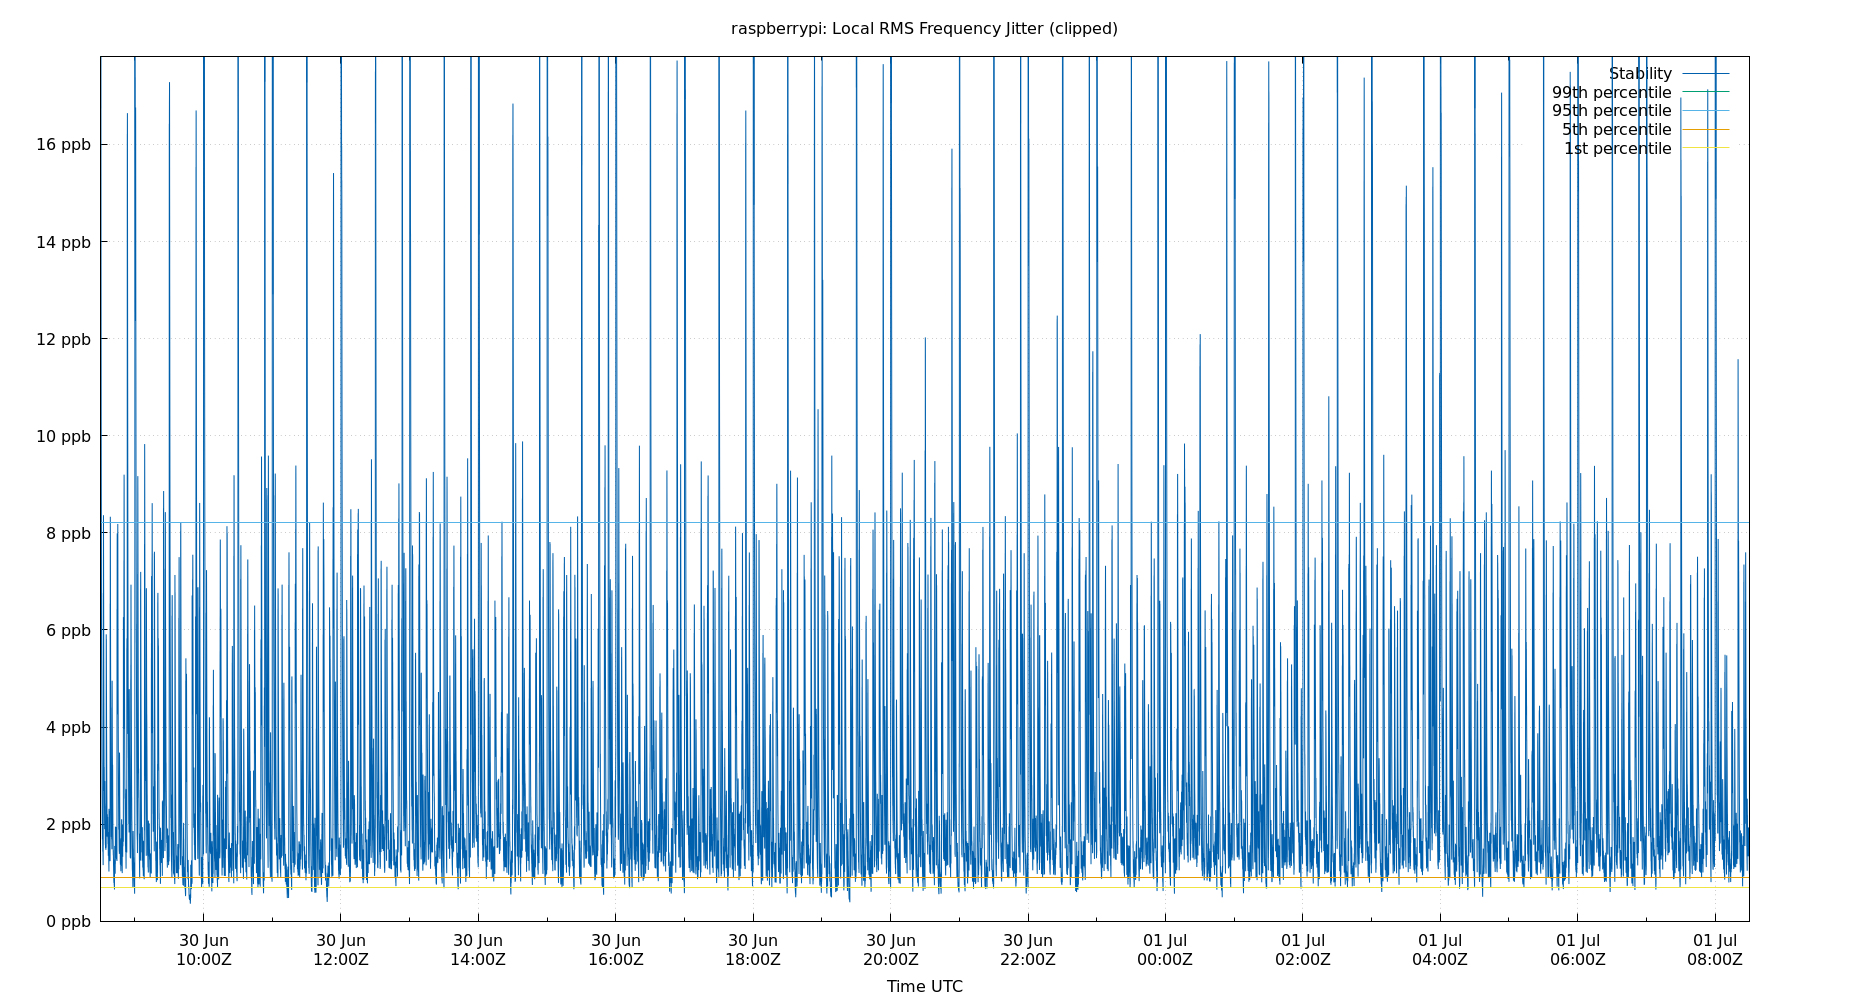 raspberrypi: Local RMS Frequency Jitter (clipped)
Stability
99th percentile
95th percentile
5th percentile
1st percentile
16 ppb
14 ppb
12 ppb
10 ppb
8 ppb
6 ppb
4 ppb
2 ppb
0 ppb
30 Jun 30 Jun 30 Jun 30 Jun 30 Jun 30 Jun 30 Jun 01 Jul 01 Jul 01 Jul 01 Jul 01 Jul
10:00Z 12:00Z 14:00Z 16:00Z 18:00Z 20:00Z 22:00Z 00:00Z 02:00Z 04:00Z 06:00Z 08:00Z
Time UTC